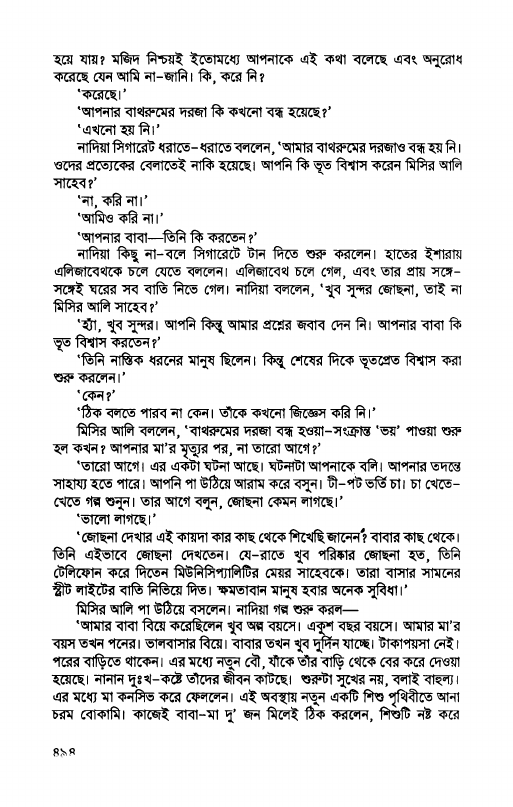 হয়ে যায়? মজিদ নিশ্চয়ই ইতোমধ্যে আপনাকে এই কথা বলেছে এবং অনুরোধ
করেছে যেন আমি না-জানি। কি, করে নি?
'করেছে।'
'আপনার বাথরুমের দরজা কি কখনো বন্ধ হয়েছে?'
'এখনো হয় নি।'
নাদিয়া সিগারেট ধরাতে-ধরাতে বললেন, 'আমার বাথরুমের দরজাও বন্ধ হয় নি।
ওদের প্রত্যেকের বেলাতেই নাকি হয়েছে। আপনি কি ভূত বিশ্বাস করেন মিসির আলি
সাহেব?'
'না, করি না।'
'আমিও করি না।'
'আপনার বাবা—তিনি কি করতেন?'
নাদিয়া কিছু না-বলে সিগারেটে টান দিতে শুরু করলেন। হাতের ইশারায়
এলিজাবেথকে চলে যেতে বললেন। এলিজাবেথ চলে গেল, এবং তার প্রায় সঙ্গে-
সঙ্গেই ঘরের সব বাতি নিভে গেল। নাদিয়া বললেন, 'খুব সুন্দর জোছনা, তাই না
মিসির আলি সাহেব?'
'হ্যাঁ, খুব সুন্দর। আপনি কিন্তু আমার প্রশ্নের জবাব দেন নি। আপনার বাবা কি
ভূত বিশ্বাস করতেন?'
'তিনি নাস্তিক ধরনের মানুষ ছিলেন। কিন্তু শেষের দিকে ভূতপ্রেত বিশ্বাস করা
শুরু করলেন।'
'কেন?'
'ঠিক বলতে পারব না কেন। তাঁকে কখনো জিজ্ঞেস করি নি।'
মিসির আলি বললেন, 'বাথরুমের দরজা বন্ধ হওয়া-সংক্রান্ত 'ভয়' পাওয়া শুরু
হল কখন? আপনার মা'র মৃত্যুর পর, না তারো আগে?'
'তারো আগে। এর একটা ঘটনা আছে। ঘটনাটা আপনাকে বলি। আপনার তদন্তে
সাহায্য হতে পারে। আপনি পা উঠিয়ে আরাম করে বসুন। টী-পট ভর্তি চা। চা খেতে-
খেতে গল্প শুনুন। তার আগে বলুন, জোছনা কেমন লাগছে।'
'ভালো লাগছে।'
'জোছনা দেখার এই কায়দা কার কাছ থেকে শিখেছি জানেন? বাবার কাছ থেকে।
তিনি এইভাবে জোছনা দেখতেন। যে-রাতে খুব পরিষ্কার জোছনা হত, তিনি
টেলিফোন করে দিতেন মিউনিসিপ্যালিটির মেয়র সাহেবকে। তারা বাসার সামনের
স্ট্রীট লাইটের বাতি নিভিয়ে দিত। ক্ষমতাবান মানুষ হবার অনেক সুবিধা।'
মিসির আলি পা উঠিয়ে বসলেন। নাদিয়া গল্প শুরু করল—
'আমার বাবা বিয়ে করেছিলেন খুব অল্প বয়সে। একুশ বছর বয়সে। আমার মা'র
বয়স তখন পনের। ভালবাসার বিয়ে। বাবার তখন খুব দুর্দিন যাচ্ছে। টাকাপয়সা নেই।
পরের বাড়িতে থাকেন। এর মধ্যে নতুন বৌ, যাঁকে তাঁর বাড়ি থেকে বের করে দেওয়া
হয়েছে। নানান দুঃখ-কষ্টে তাঁদের জীবন কাটছে। শুরুটা সুখের নয়, বলাই বাহুল্য।
এর মধ্যে মা কনসিভ করে ফেললেন। এই অবস্থায় নতুন একটি শিশু পৃথিবীতে আনা
চরম বোকামি। কাজেই বাবা-মা দু' জন মিলেই ঠিক করলেন, শিশুটি নষ্ট করে
৪৯৪